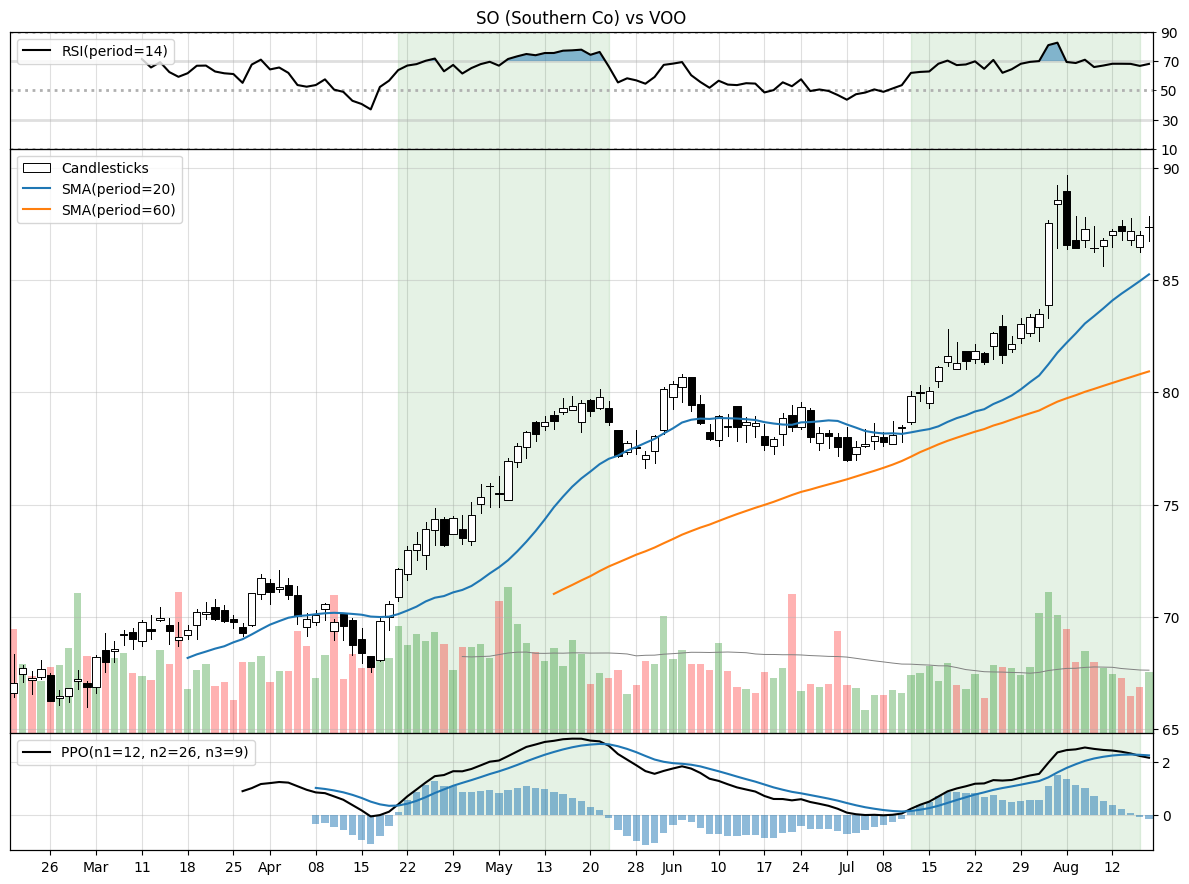 SO (Southern Co) vs VOO
RSI(period=14)
90
70
50
30
10
Candlesticks
SMA(period=20)
SMA(period=60)
90
85
80
75
70
65
PPO(n1=12, n2=26, n3=9)
2
0
26 Mar 11 18 25 Apr 08 15 22 29 May 13 20 28 Jun 10 17 24 Jul 08 15 22 29 Aug 12